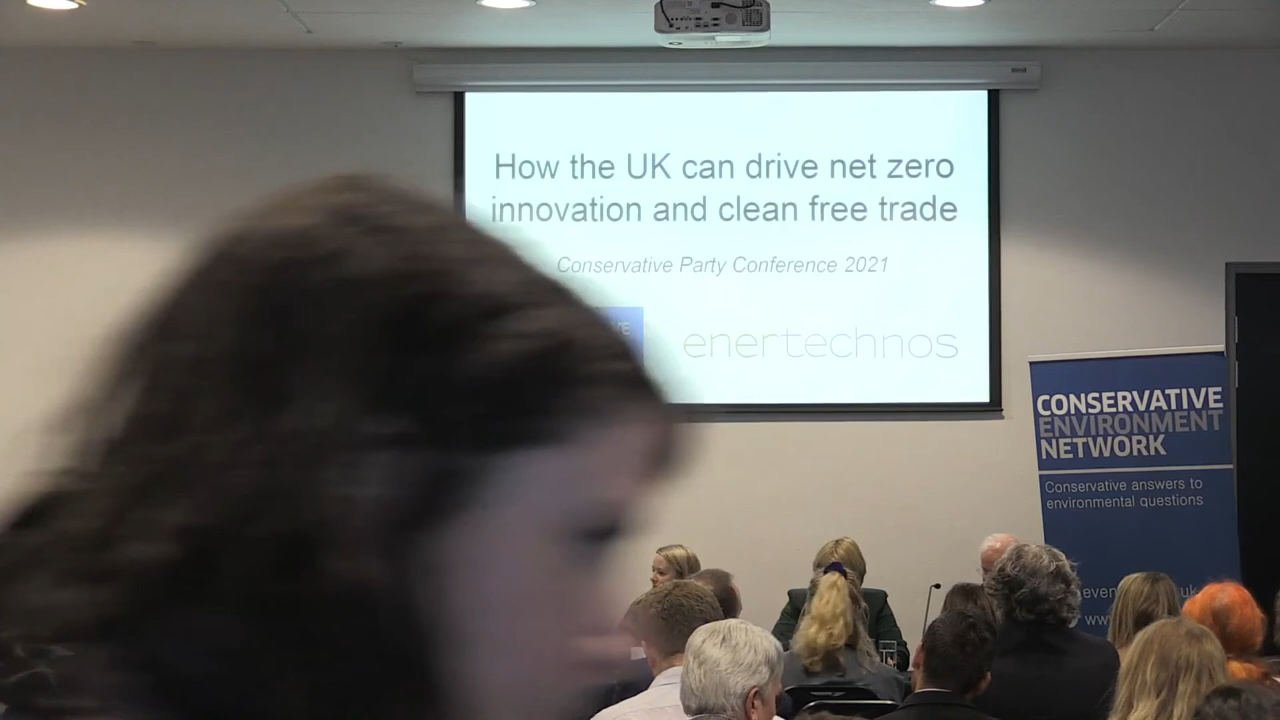 How the UK can drive net zero
innovation and clean free trade
Conservative Party Conference 2021
enertechnos
CONSERVATIVE
ENVIRONMENT
NETWORK
Conservative answers to
environmental questions